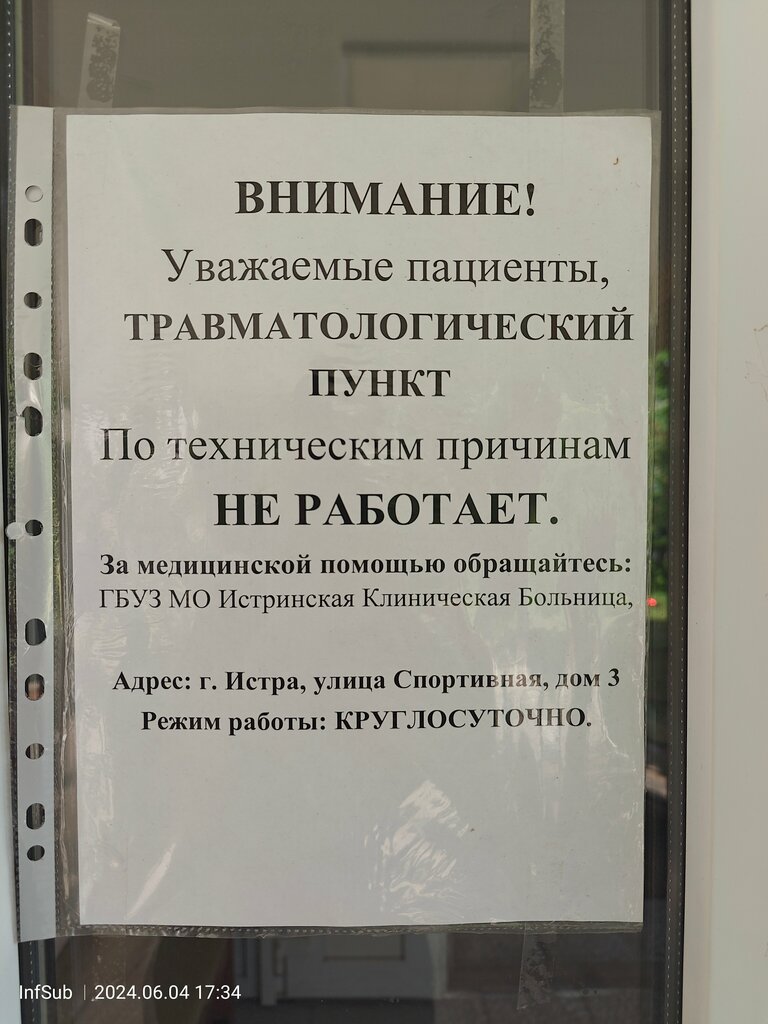 ВНИМАНИЕ!
Уважаемые пациенты,
ТРАВМАТОЛОГИЧЕСКИЙ
ПУНКТ
По техническим причинам
НЕ РАБОТАЕТ.
За медицинской помощью обращайтесь:
ГБУЗ МО Истринская Клиническая Больница,
Адрес: г. Истра, улица Спортивная, дом 3
Режим работы: КРУГЛОСУТОЧНО.
InfSub | 2024.06.04 17:34